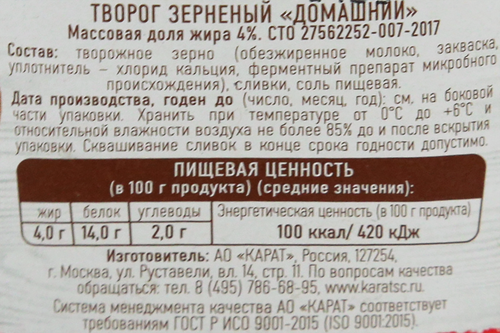 ТВОРОГ ЗЕРНЕНЫЙ «ДОМАШНИЙ»
Массовая доля жира 4%. СТО 27562252-007-2017
Состав: творожное зерно (обезжиренное молоко, закваска,
уплотнитель - хлорид кальция, ферментный препарат микробного
происхождения), сливки, соль пищевая.
Дата производства, годен до (число, месяц, год): см, на боковой
части упаковки. Хранить при температуре от 0°С до +6°С и
относительной влажности воздуха не более 85% до и после вскрытия
упаковки. Сквашивание сливок в конце срока годности допустимо.
ПИЩЕВАЯ ЦЕННОСТЬ
(в 100 г продукта) (средние значения):
жир белок углеводы Энергетическая ценность (в 100 г продукта)
4,0 г 14,0 г 2,0 г 100 ккал/ 420 кДж
Изготовитель: АО «КАРАТ», Россия, 127254,
г. Москва, ул. Руставели, вл. 14, стр. 11. По вопросам качества
обращаться: тел. 8 (495) 786-68-95, www.karatsc.ru
Система менеджмента качества АО «КАРАТ» соответствует
требованиям ГОСТ Р ИСО 9001-2015 (ISO 9001:2015).